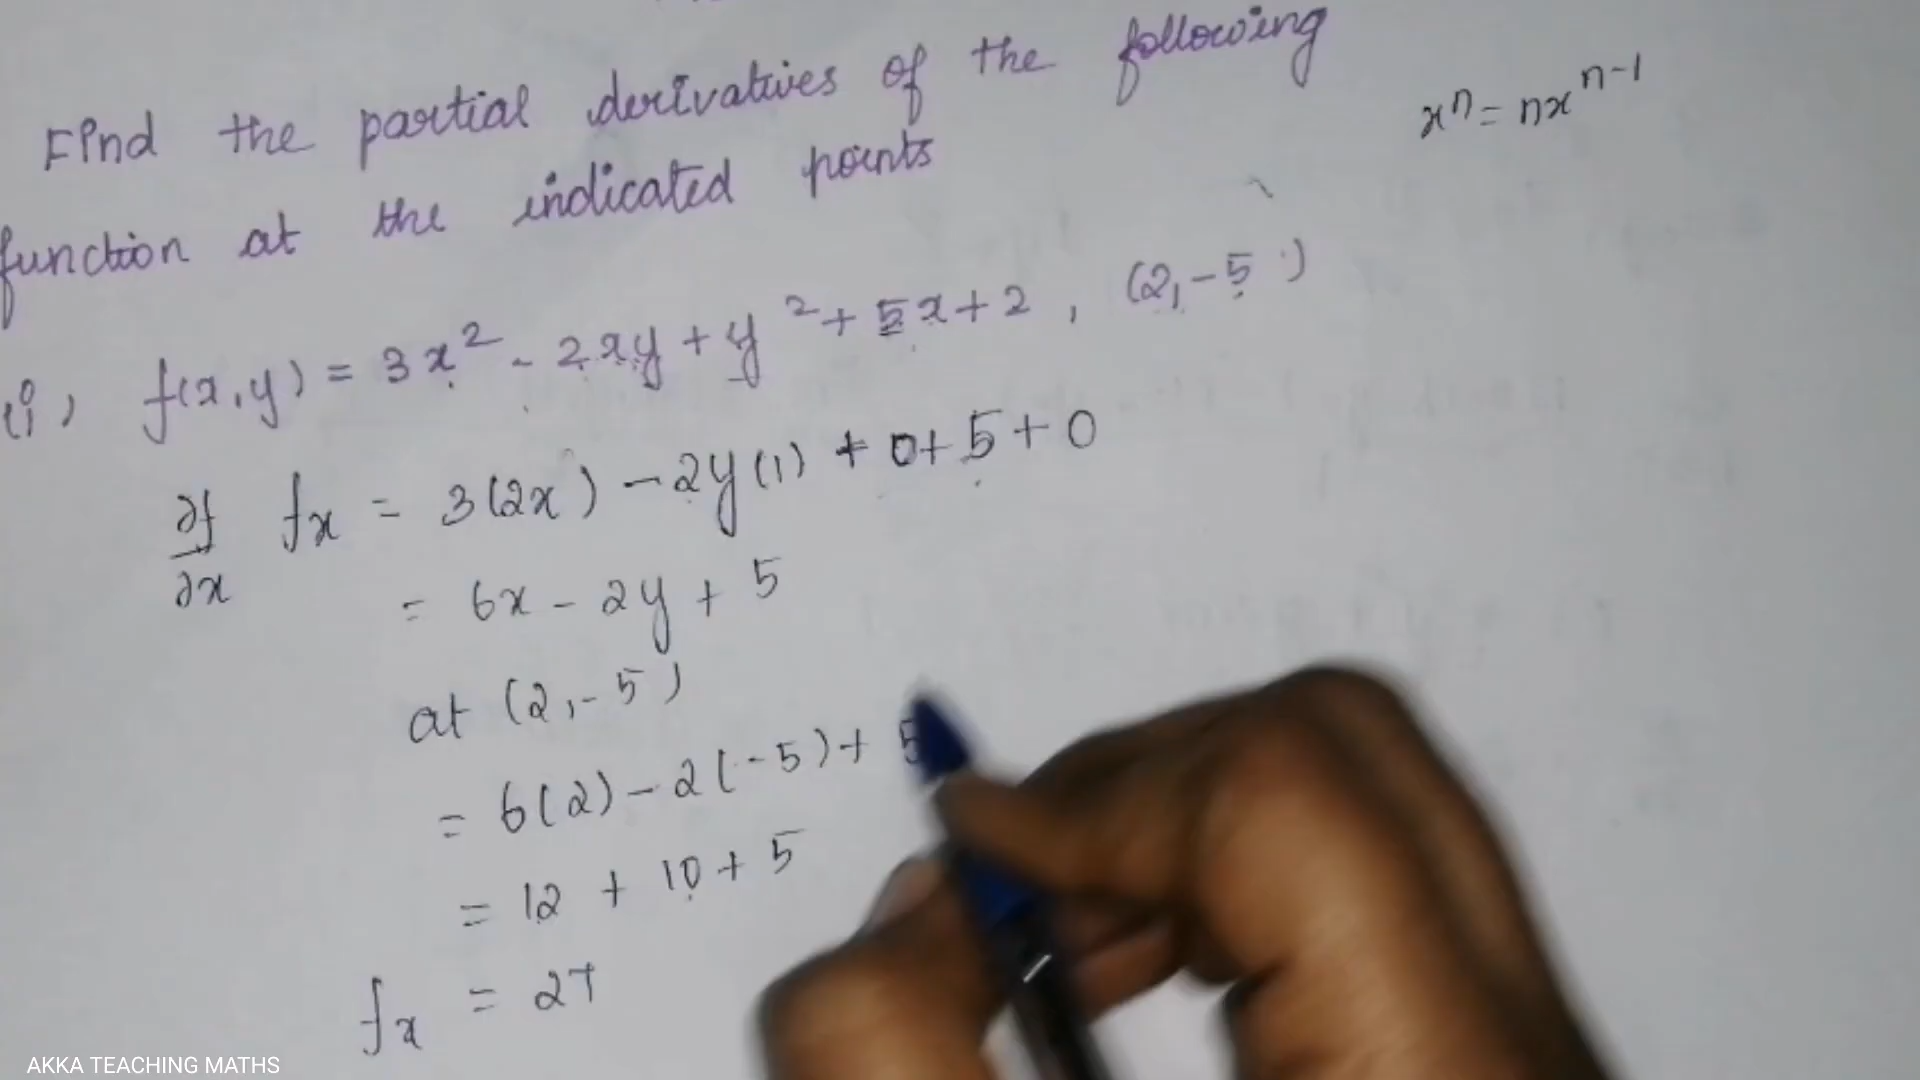 Find the partial derivatives of the following
function at the indicated points
xⁿ = nxⁿ⁻¹
(i) f(x,y) = 3x² - 2xy + y² + 5x + 2, (2,-5)
∂f/∂x fx = 3(2x) - 2y(1) + 0 + 5 + 0
= 6x - 2y + 5
at (2,-5)
= 6(2) - 2(-5) + 5
= 12 + 10 + 5
fx = 27
AKKA TEACHING MATHS